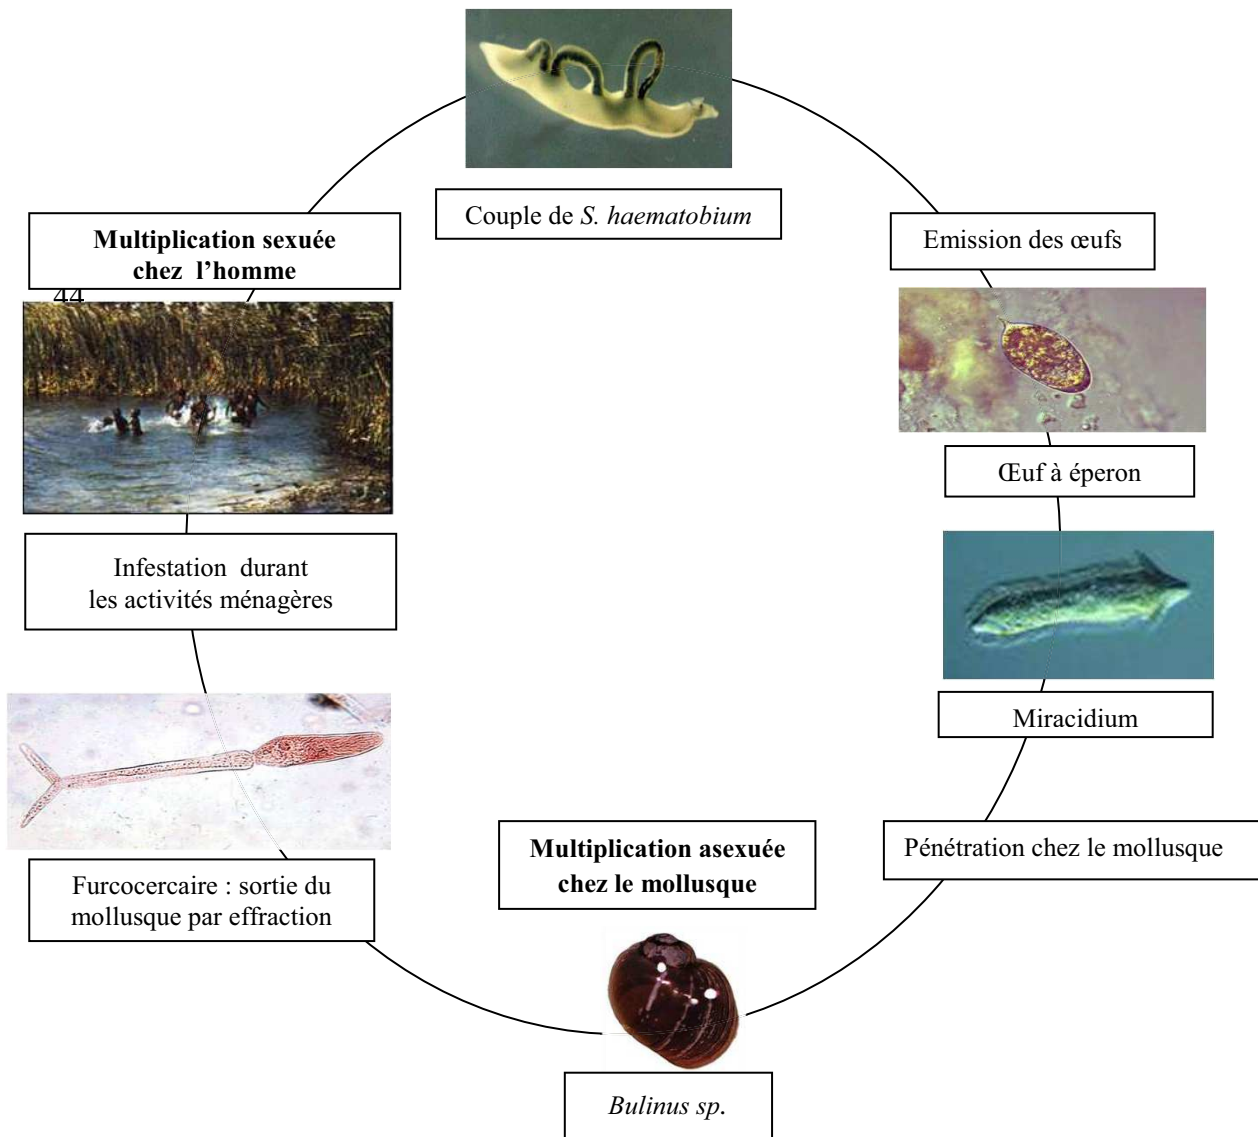 Couple de S. haematobium
Multiplication sexuée
chez l’homme
44
Emission des œufs
Œuf à éperon
Infestation durant
les activités ménagères
Miracidium
Multiplication asexuée
chez le mollusque
Pénétration chez le mollusque
Furcocercaire : sortie du
mollusque par effraction
Bulinus sp.